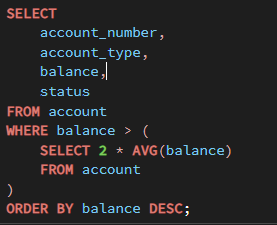 SELECT
    account_number,
    account_type,
    balance,
    status
FROM account
WHERE balance > (
    SELECT 2 * AVG(balance)
    FROM account
)
ORDER BY balance DESC;